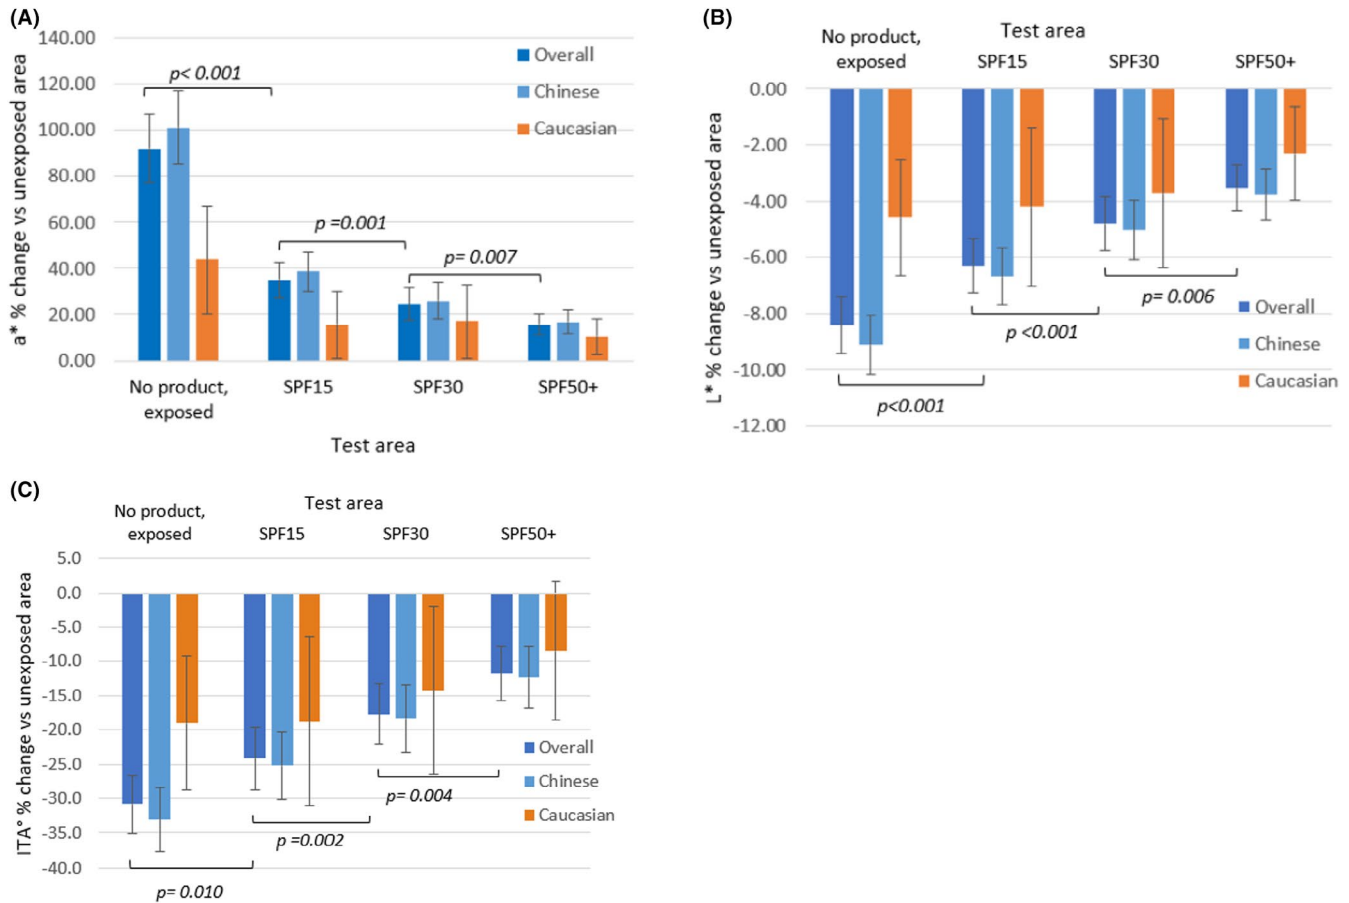 (A)
140.00
120.00
100.00
80.00
60.00
40.00
20.00
0.00
a* % change vs unexposed area
p< 0.001
p =0.001
p= 0.007
Overall
Chinese
Caucasian
No product,
exposed
SPF15
SPF30
SPF50+
Test area
(B)
Test area
No product,
exposed
SPF15
SPF30
SPF50+
0.00
-2.00
-4.00
-6.00
-8.00
-10.00
-12.00
L* % change vs unexposed area
p= 0.006
p <0.001
p<0.001
Overall
Chinese
Caucasian
(C)
Test area
No product,
exposed
SPF15
SPF30
SPF50+
5.0
0.0
-5.0
-10.0
-15.0
-20.0
-25.0
-30.0
-35.0
-40.0
ITA° % change vs unexposed area
p= 0.004
p =0.002
p= 0.010
Overall
Chinese
Caucasian